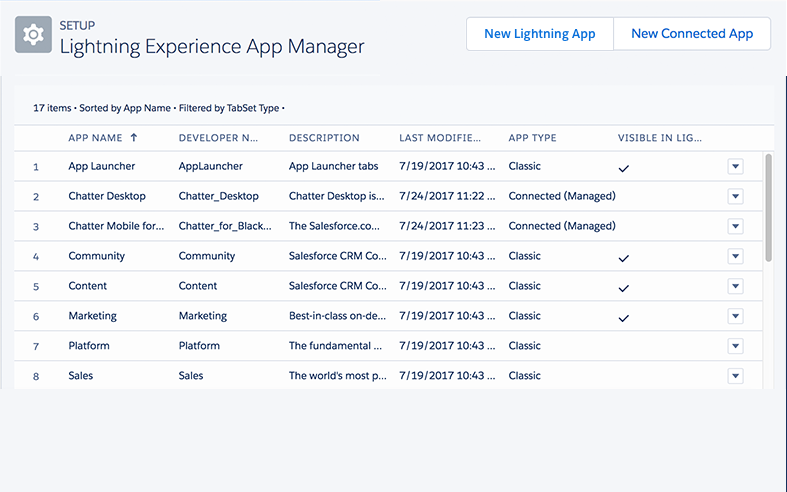 SETUP
Lightning Experience App Manager
New Lightning App New Connected App
17 items • Sorted by App Name • Filtered by TabSet Type •
APP NAME ↑ DEVELOPER N... DESCRIPTION LAST MODIFIE... APP TYPE VISIBLE IN LIG...
1 App Launcher AppLauncher App Launcher tabs 7/19/2017 10:43 ... Classic ✓
2 Chatter Desktop Chatter_Desktop Chatter Desktop is... 7/24/2017 11:22 ... Connected (Managed)
3 Chatter Mobile for... Chatter_for_Black... The Salesforce.co... 7/24/2017 11:23 ... Connected (Managed)
4 Community Community Salesforce CRM Co... 7/19/2017 10:43 ... Classic ✓
5 Content Content Salesforce CRM Co... 7/19/2017 10:43 ... Classic ✓
6 Marketing Marketing Best-in-class on-de... 7/19/2017 10:43 ... Classic ✓
7 Platform Platform The fundamental ... 7/19/2017 10:43 ... Classic
8 Sales Sales The world's most p... 7/19/2017 10:43 ... Classic